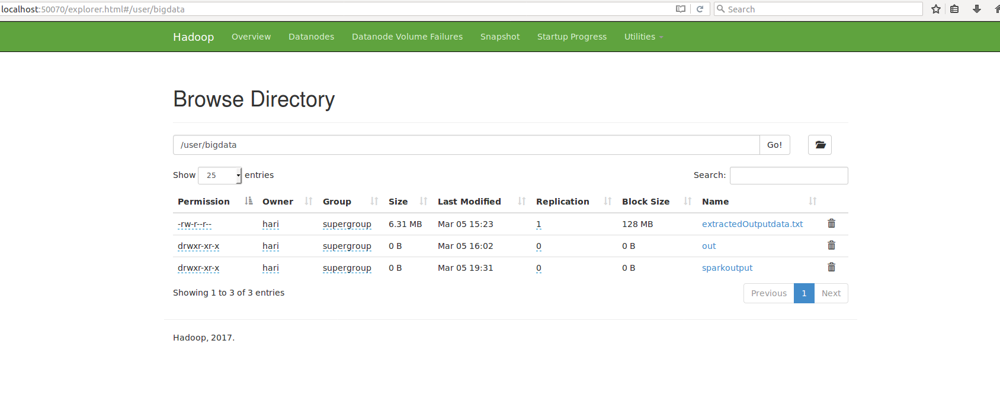 localhost:50070/explorer.html#/user/bigdata Search
Hadoop Overview Datanodes Datanode Volume Failures Snapshot Startup Progress Utilities
Browse Directory
/user/bigdata Go!
Show 25 entries Search:
Permission Owner Group Size Last Modified Replication Block Size Name
-rw-r--r-- hari supergroup 6.31 MB Mar 05 15:23 1 128 MB extractedOutputdata.txt
drwxr-xr-x hari supergroup 0 B Mar 05 16:02 0 0 B out
drwxr-xr-x hari supergroup 0 B Mar 05 19:31 0 0 B sparkoutput
Showing 1 to 3 of 3 entries Previous 1 Next
Hadoop, 2017.